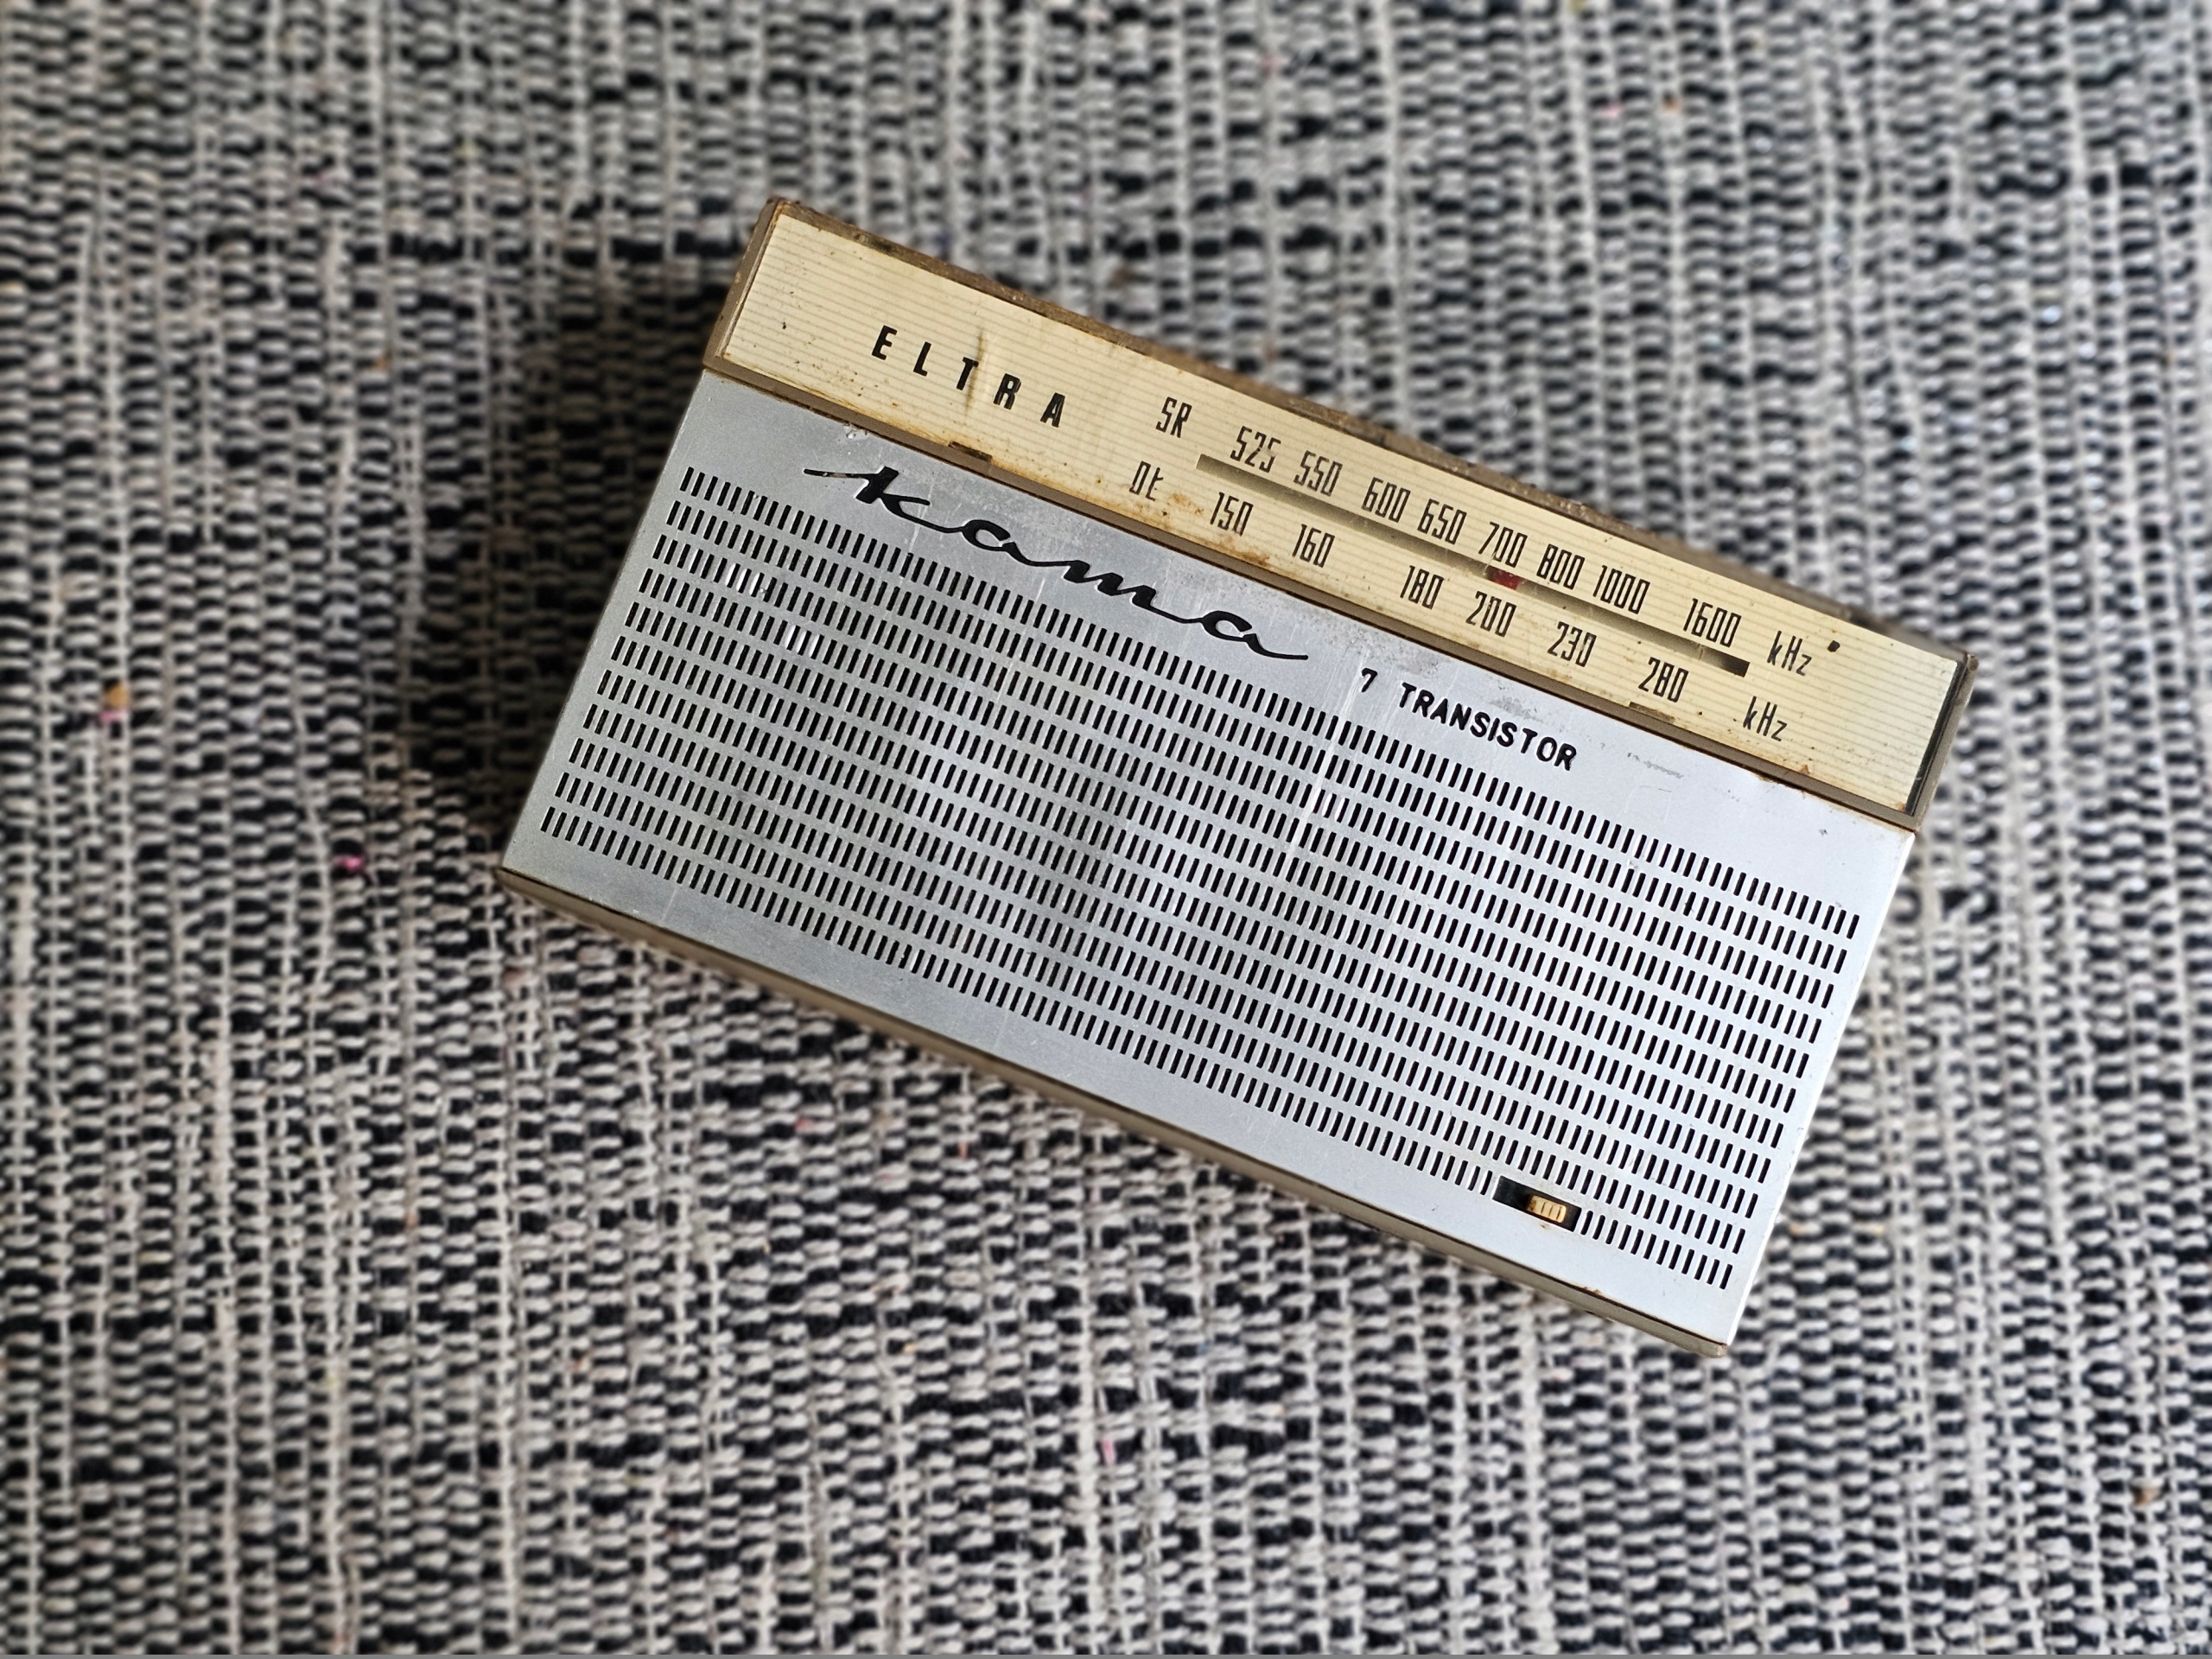 ELTRA
SR 525 550 600 650 700 800 1000 1600 kHz
Dł 150 160 180 200 230 280 kHz
kama
7 TRANSISTOR